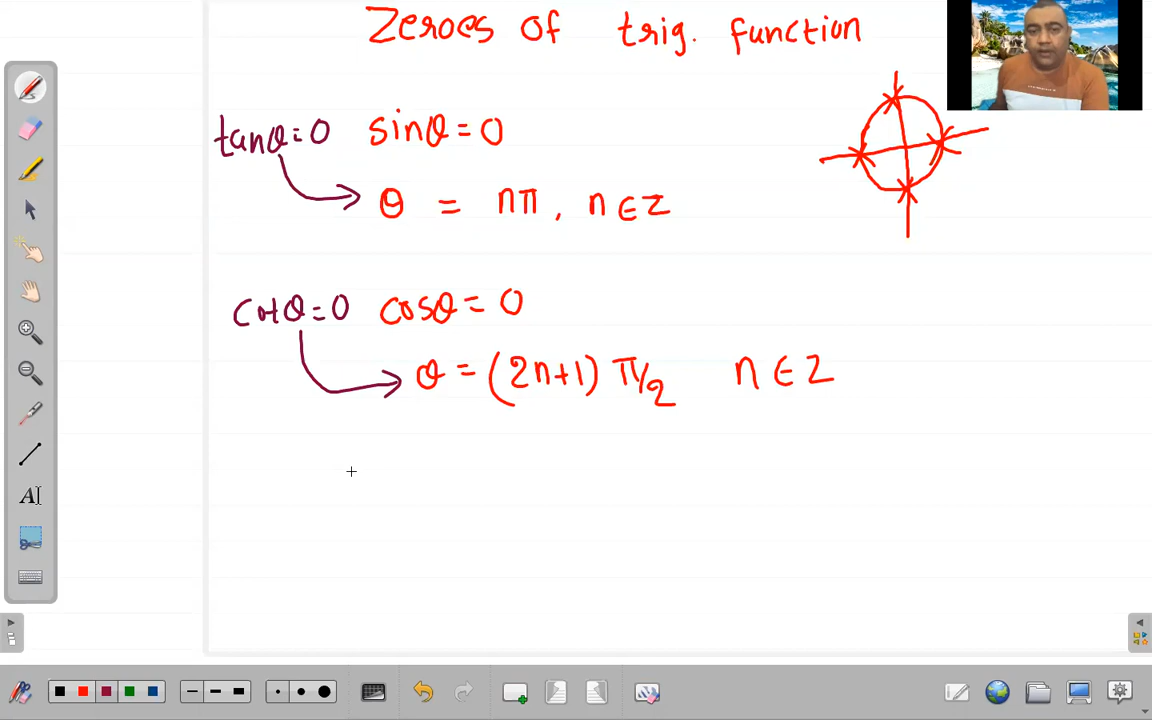 Zeroes of trig. function
tanθ=0 sinθ=0
θ = nπ, n∈Z
cotθ=0 cosθ=0
θ=(2n+1)π/2 n∈Z